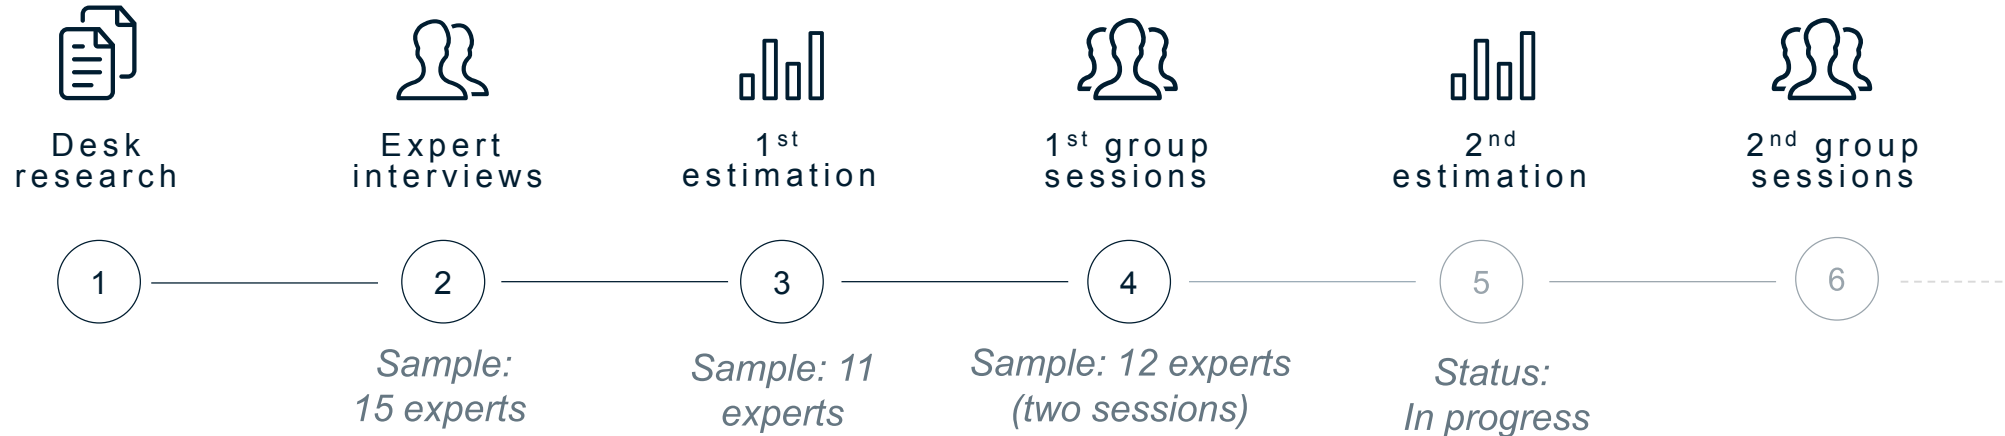 Desk
research
Expert
interviews
1st
estimation
1st group
sessions
2nd
estimation
2nd group
sessions
1
2
3
4
5
6
Sample:
15 experts
Sample: 11
experts
Sample: 12 experts
(two sessions)
Status:
In progress